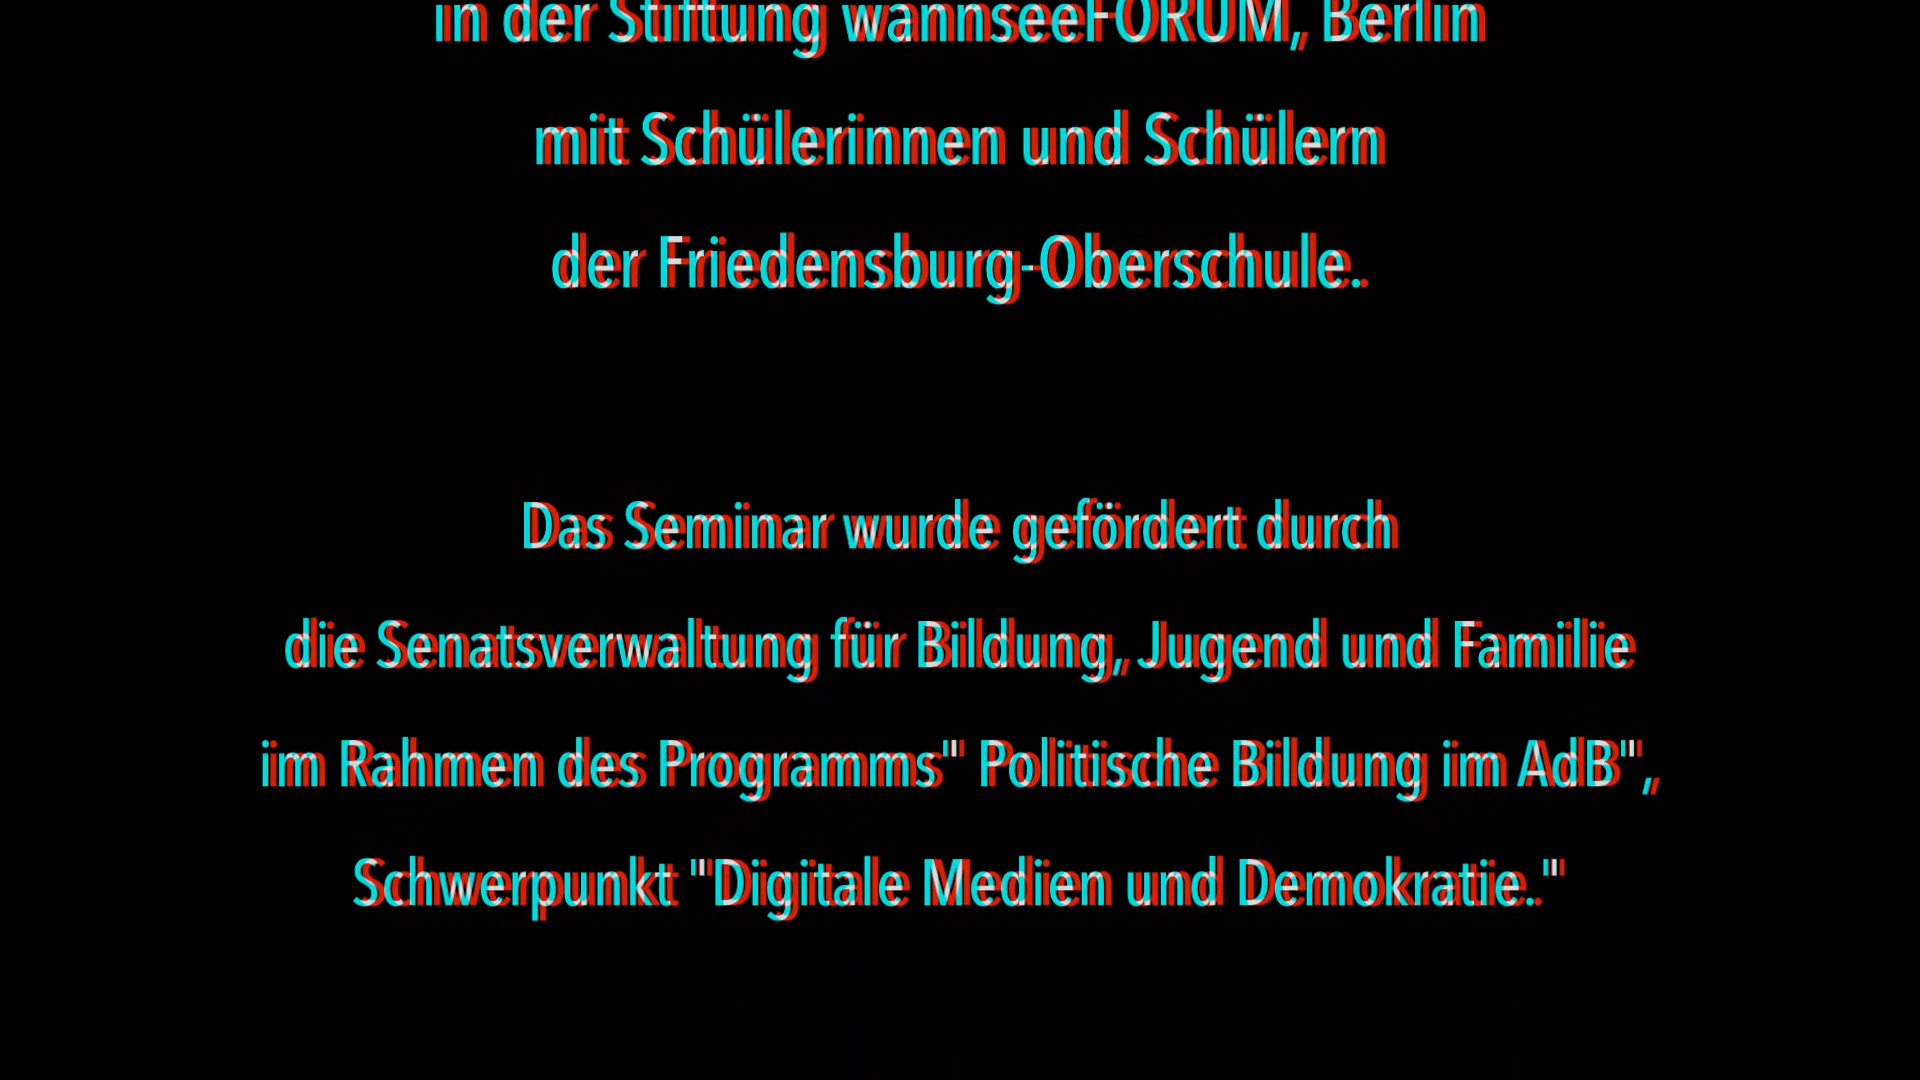 in der Stiftung wannseeFORUM, Berlin
mit Schülerinnen und Schülern
der Friedensburg-Oberschule.
Das Seminar wurde gefördert durch
die Senatsverwaltung für Bildung, Jugend und Familie
im Rahmen des Programms" Politische Bildung im AdB",
Schwerpunkt "Digitale Medien und Demokratie."